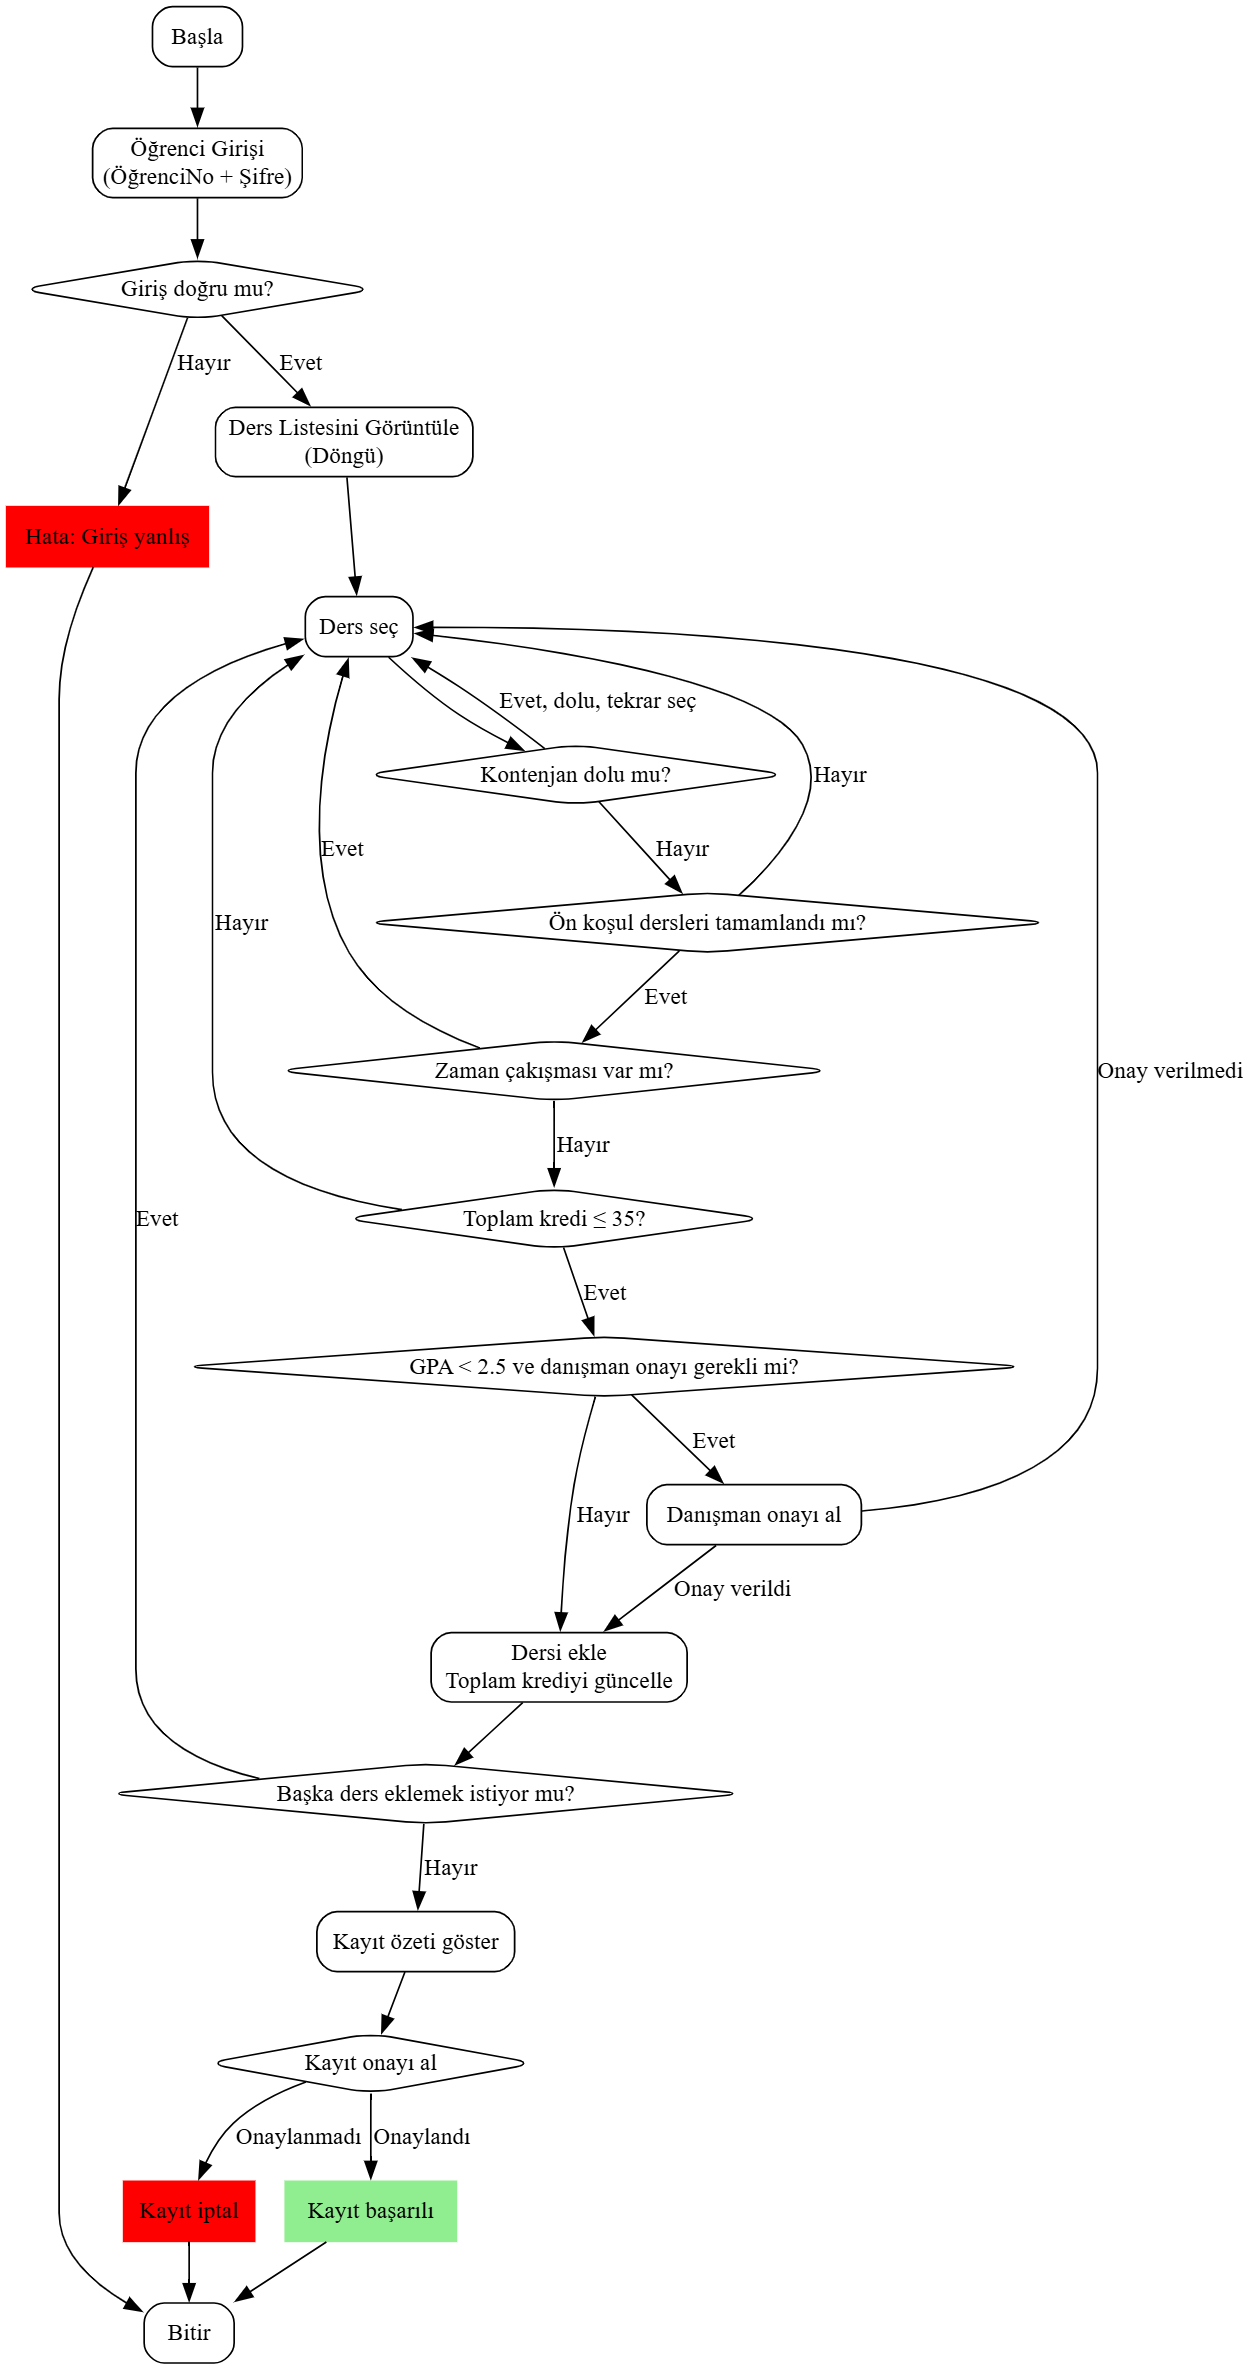 Başla
Öğrenci Girişi
(ÖğrenciNo + Şifre)
Giriş doğru mu?
Hayır
Evet
Ders Listesini Görüntüle
(Döngü)
Hata: Giriş yanlış
Ders seç
Evet, dolu, tekrar seç
Kontenjan dolu mu?
Hayır
Evet
Hayır
Hayır
Ön koşul dersleri tamamlandı mı?
Evet
Zaman çakışması var mı?
Onay verilmedi
Hayır
Evet
Toplam kredi ≤ 35?
Evet
GPA < 2.5 ve danışman onayı gerekli mi?
Evet
Hayır
Danışman onayı al
Onay verildi
Dersi ekle
Toplam krediyi güncelle
Başka ders eklemek istiyor mu?
Hayır
Kayıt özeti göster
Kayıt onayı al
Onaylanmadı
Onaylandı
Kayıt iptal
Kayıt başarılı
Bitir